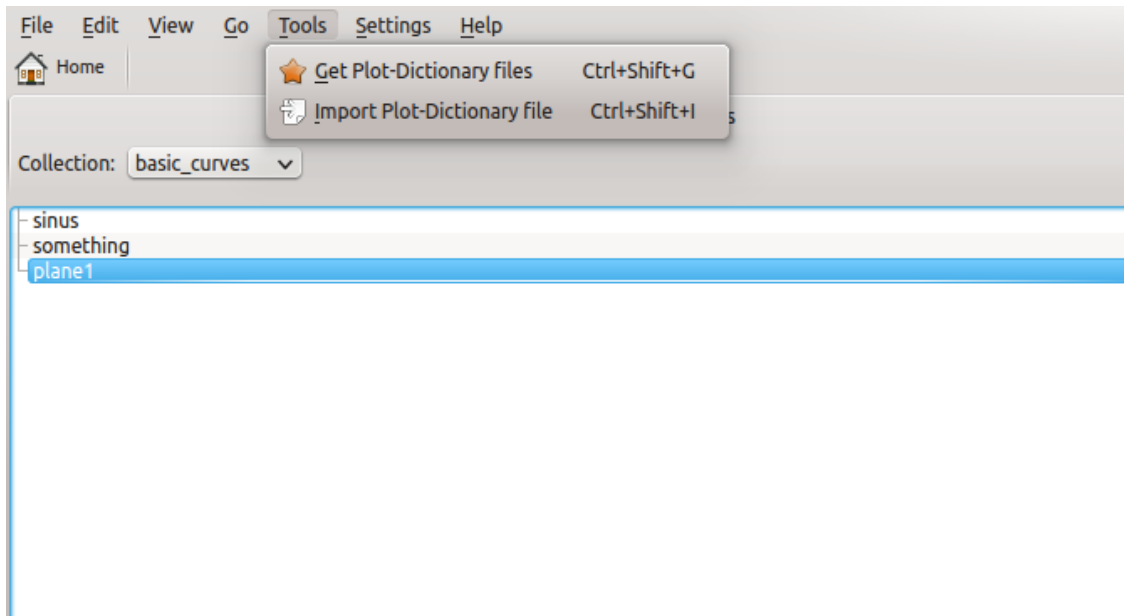 File Edit View Go Tools Settings Help
Home
Get Plot-Dictionary files Ctrl+Shift+G
Import Plot-Dictionary file Ctrl+Shift+I
Collection: basic_curves
sinus
something
plane1